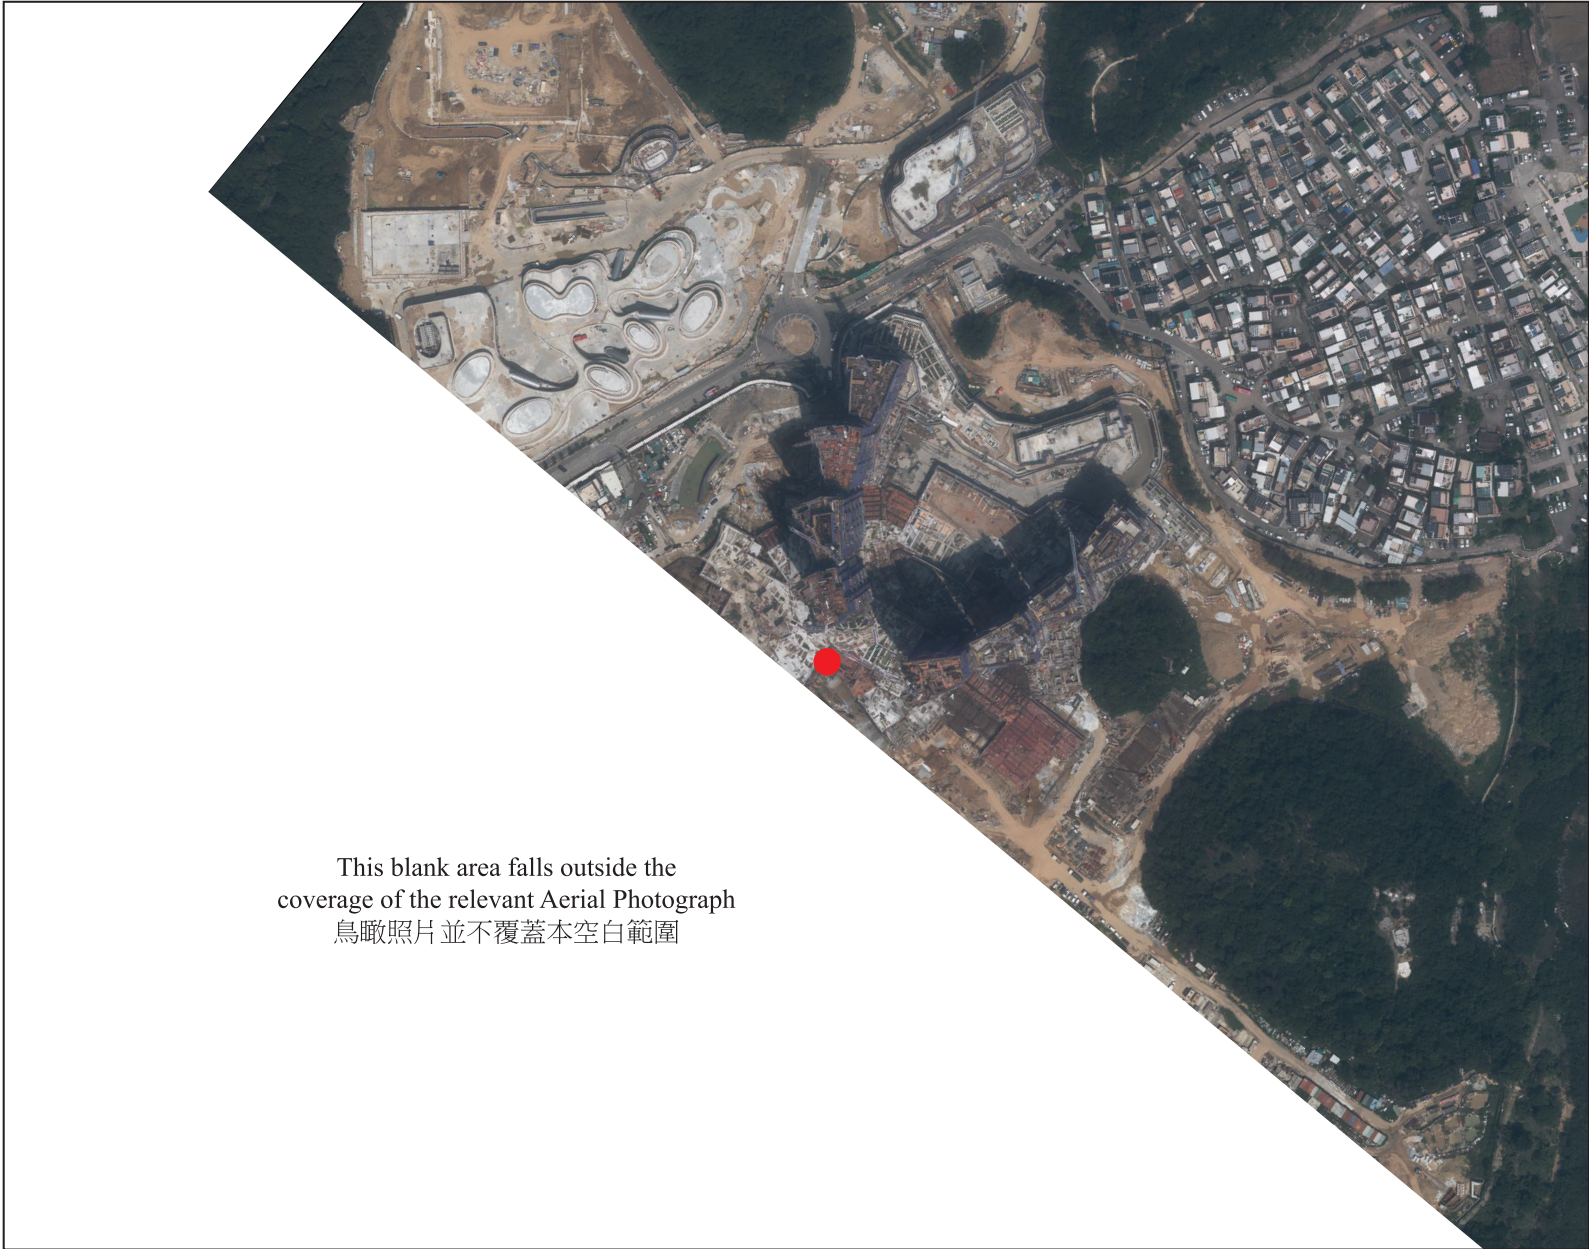 This blank area falls outside the
coverage of the relevant Aerial Photograph
鳥瞰照片並不覆蓋本空白範圍